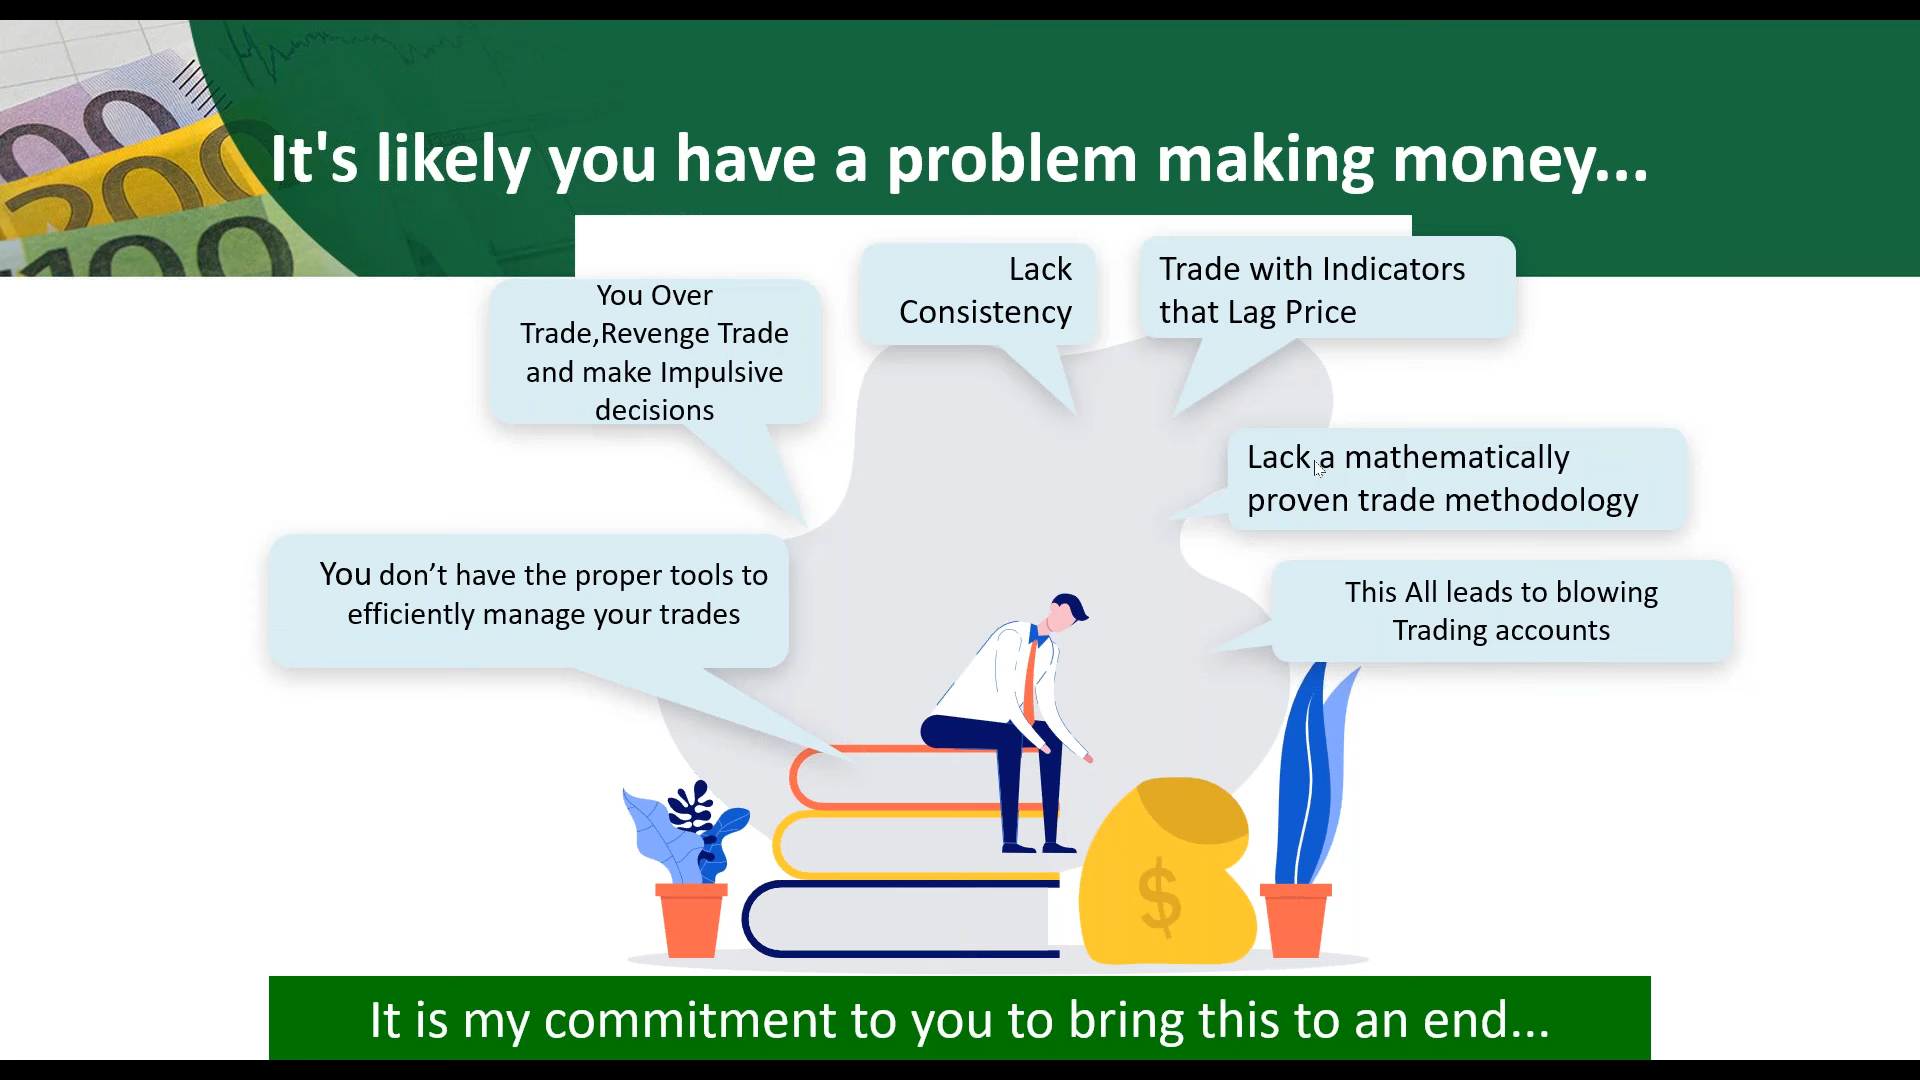 It's likely you have a problem making money...
You Over
Trade,Revenge Trade
and make Impulsive
decisions
Lack
Consistency
Trade with Indicators
that Lag Price
Lack a mathematically
proven trade methodology
You don’t have the proper tools to
efficiently manage your trades
This All leads to blowing
Trading accounts
$
It is my commitment to you to bring this to an end...
00
200
100